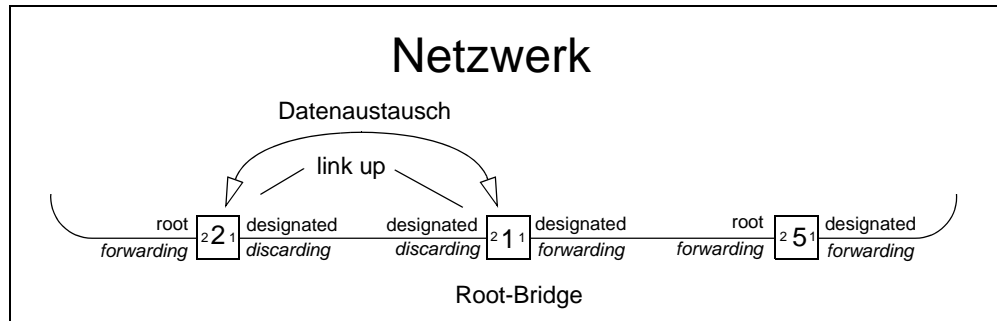 Netzwerk
Datenaustausch
link up
root 2 2 1 designated designated 2 1 1 designated root 2 5 1 designated
forwarding discarding discarding forwarding forwarding forwarding
Root-Bridge